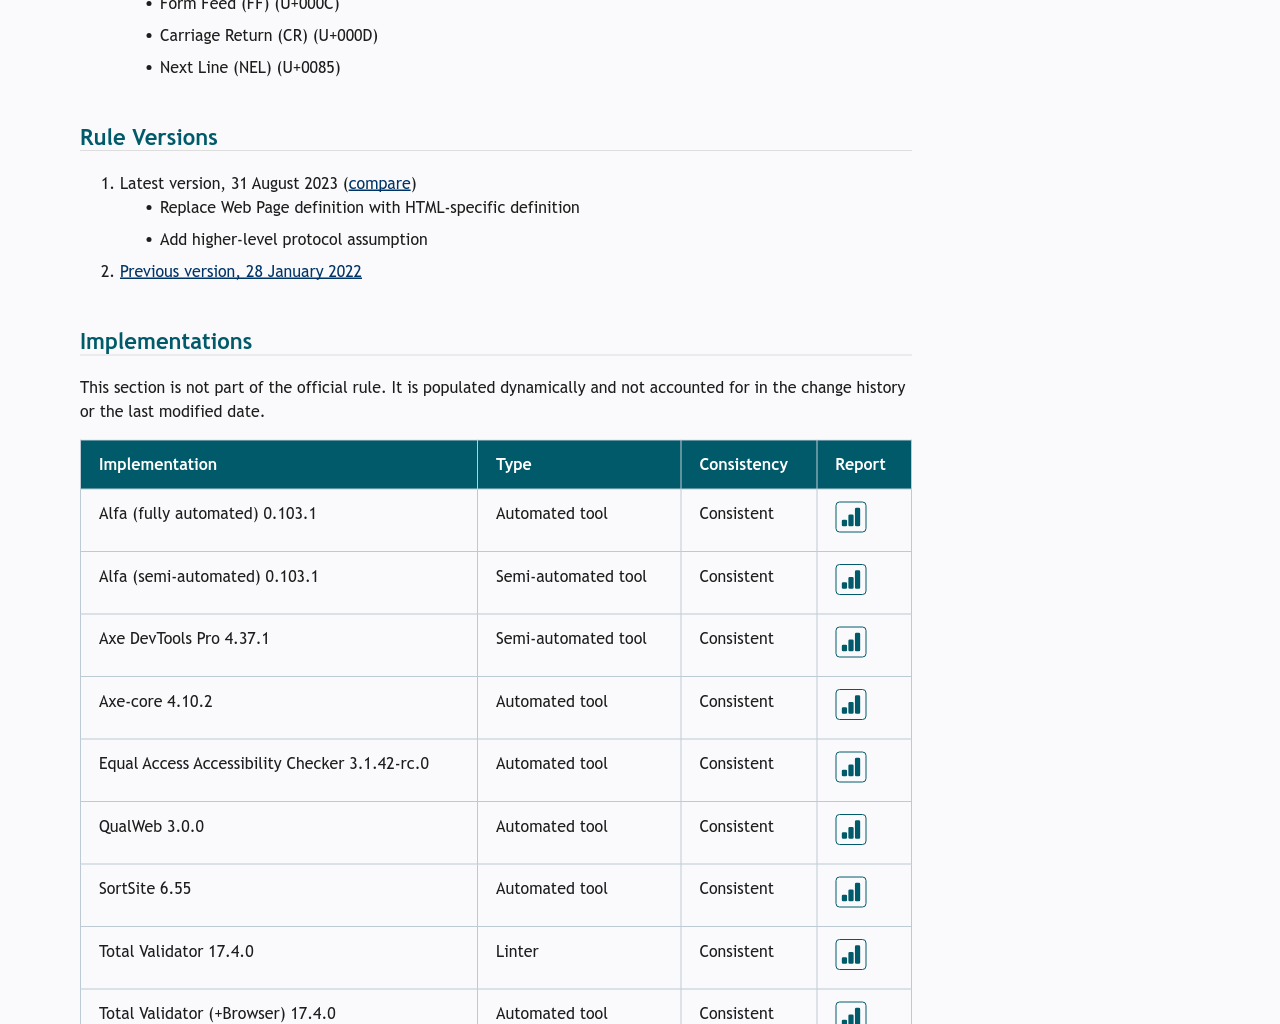 • Form Feed (FF) (U+000C)
• Carriage Return (CR) (U+000D)
• Next Line (NEL) (U+0085)
Rule Versions
1. Latest version, 31 August 2023 (compare)
• Replace Web Page definition with HTML-specific definition
• Add higher-level protocol assumption
2. Previous version, 28 January 2022
Implementations
This section is not part of the official rule. It is populated dynamically and not accounted for in the change history
or the last modified date.
Implementation Type Consistency Report
Alfa (fully automated) 0.103.1 Automated tool Consistent
Alfa (semi-automated) 0.103.1 Semi-automated tool Consistent
Axe DevTools Pro 4.37.1 Semi-automated tool Consistent
Axe-core 4.10.2 Automated tool Consistent
Equal Access Accessibility Checker 3.1.42-rc.0 Automated tool Consistent
QualWeb 3.0.0 Automated tool Consistent
SortSite 6.55 Automated tool Consistent
Total Validator 17.4.0 Linter Consistent
Total Validator (+Browser) 17.4.0 Automated tool Consistent